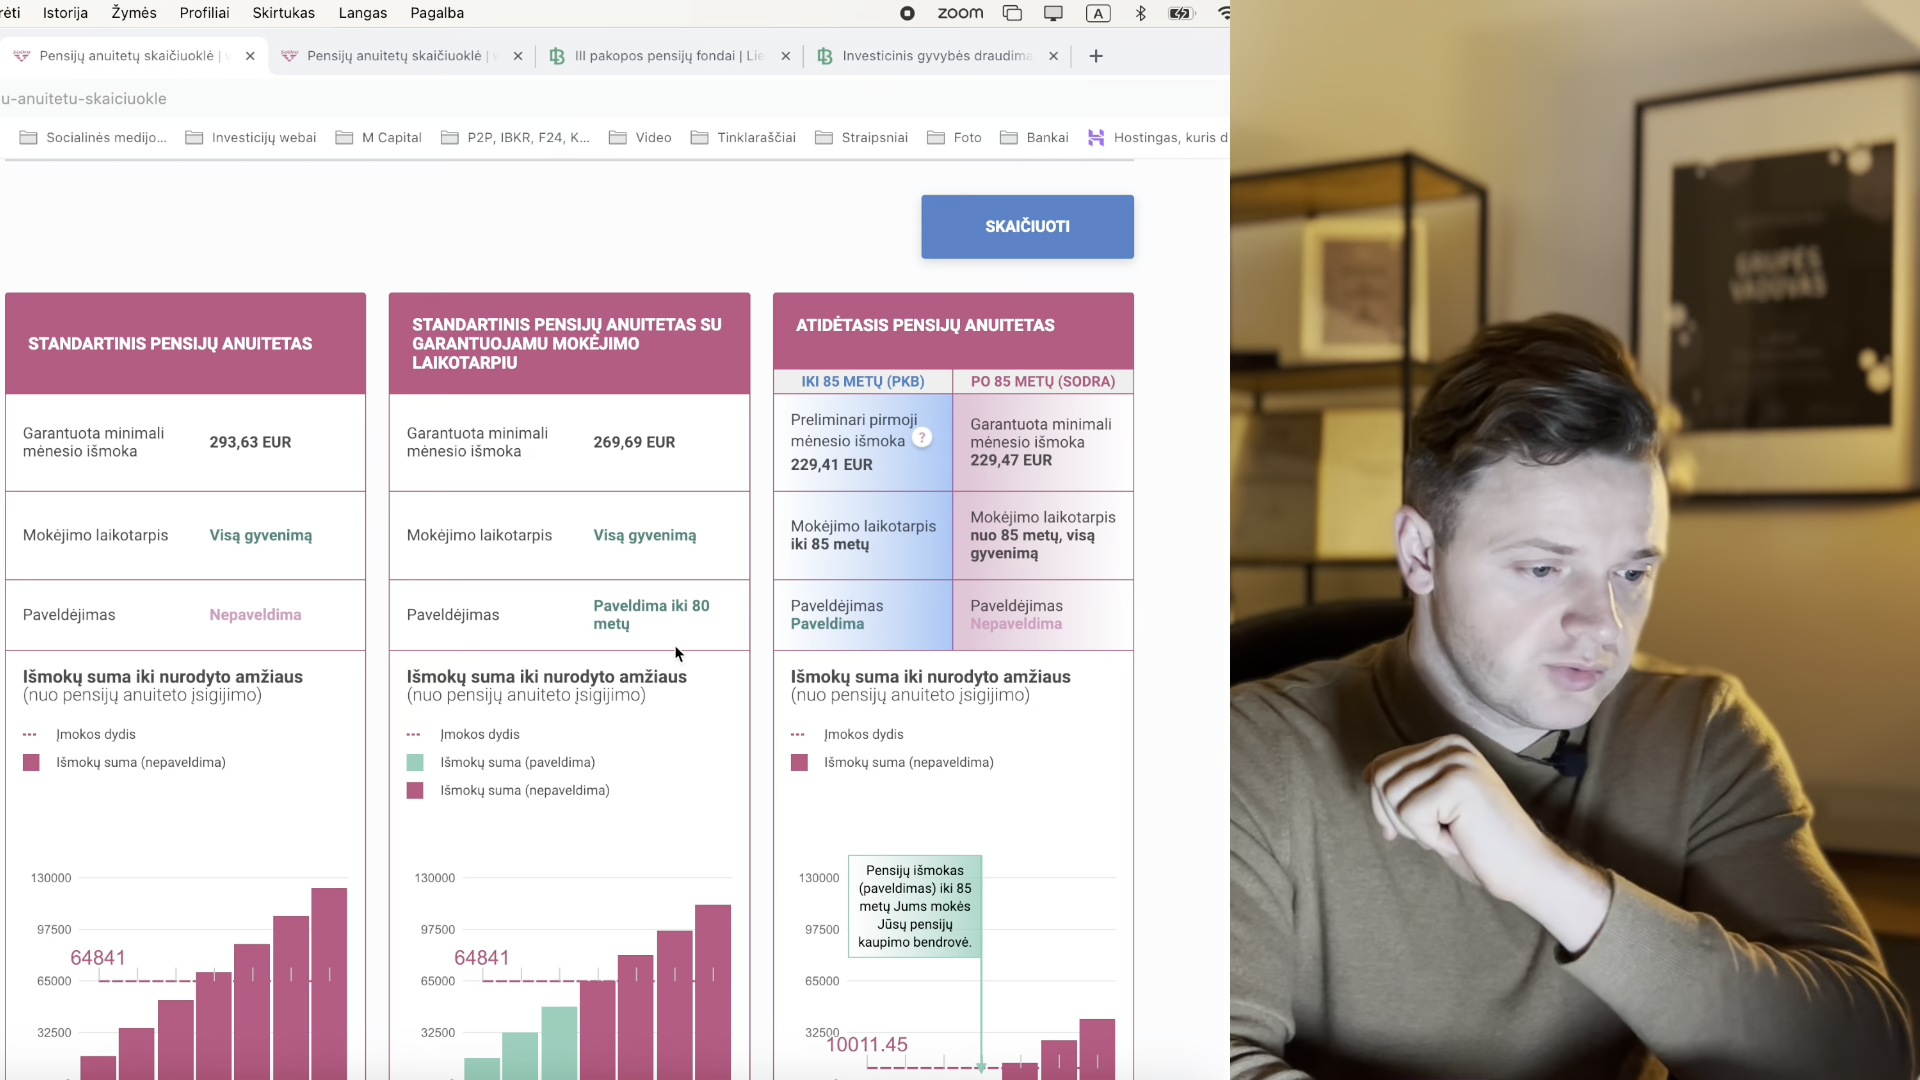 rėti Istorija Žymės Profiliai Skirtukas Langas Pagalba zoom A
Pensijų anuitetų skaičiuoklė | Pensijų anuitetų skaičiuoklė | III pakopos pensijų fondai | Lie Investicinis gyvybės draudima
u-anuitetu-skaiciuokle
Socialinės medijo... Investicijų webai M Capital P2P, IBKR, F24, K... Video Tinklaraščiai Straipsniai Foto Bankai Hostingas, kuris d
SKAIČIUOTI
STANDARTINIS PENSIJŲ ANUITETAS
Garantuota minimali
mėnesio išmoka
293,63 EUR
Mokėjimo laikotarpis Visą gyvenimą
Paveldėjimas Nepaveldima
Išmokų suma iki nurodyto amžiaus
(nuo pensijų anuiteto įsigijimo)
Įmokos dydis
Išmokų suma (nepaveldima)
130000
97500
64841
65000
32500
STANDARTINIS PENSIJŲ ANUITETAS SU
GARANTUOJAMU MOKĖJIMO
LAIKOTARPIU
Garantuota minimali
mėnesio išmoka
269,69 EUR
Mokėjimo laikotarpis Visą gyvenimą
Paveldėjimas
Paveldima iki 80
metų
Išmokų suma iki nurodyto amžiaus
(nuo pensijų anuiteto įsigijimo)
Įmokos dydis
Išmokų suma (paveldima)
Išmokų suma (nepaveldima)
130000
97500
64841
65000
32500
ATIDĖTASIS PENSIJŲ ANUITETAS
IKI 85 METŲ (PKB) PO 85 METŲ (SODRA)
Preliminari pirmoji
mėnesio išmoka ?
229,41 EUR
Garantuota minimali
mėnesio išmoka
229,47 EUR
Mokėjimo laikotarpis
iki 85 metų
Mokėjimo laikotarpis
nuo 85 metų, visą
gyvenimą
Paveldėjimas
Paveldima
Paveldėjimas
Nepaveldima
Išmokų suma iki nurodyto amžiaus
(nuo pensijų anuiteto įsigijimo)
Įmokos dydis
Išmokų suma (nepaveldima)
Pensijų išmokas
(paveldimas) iki 85
metų Jums mokės
Jūsų pensijų
kaupimo bendrovė.
130000
97500
65000
32500
10011.45
GRUPĖS
VADOVAS